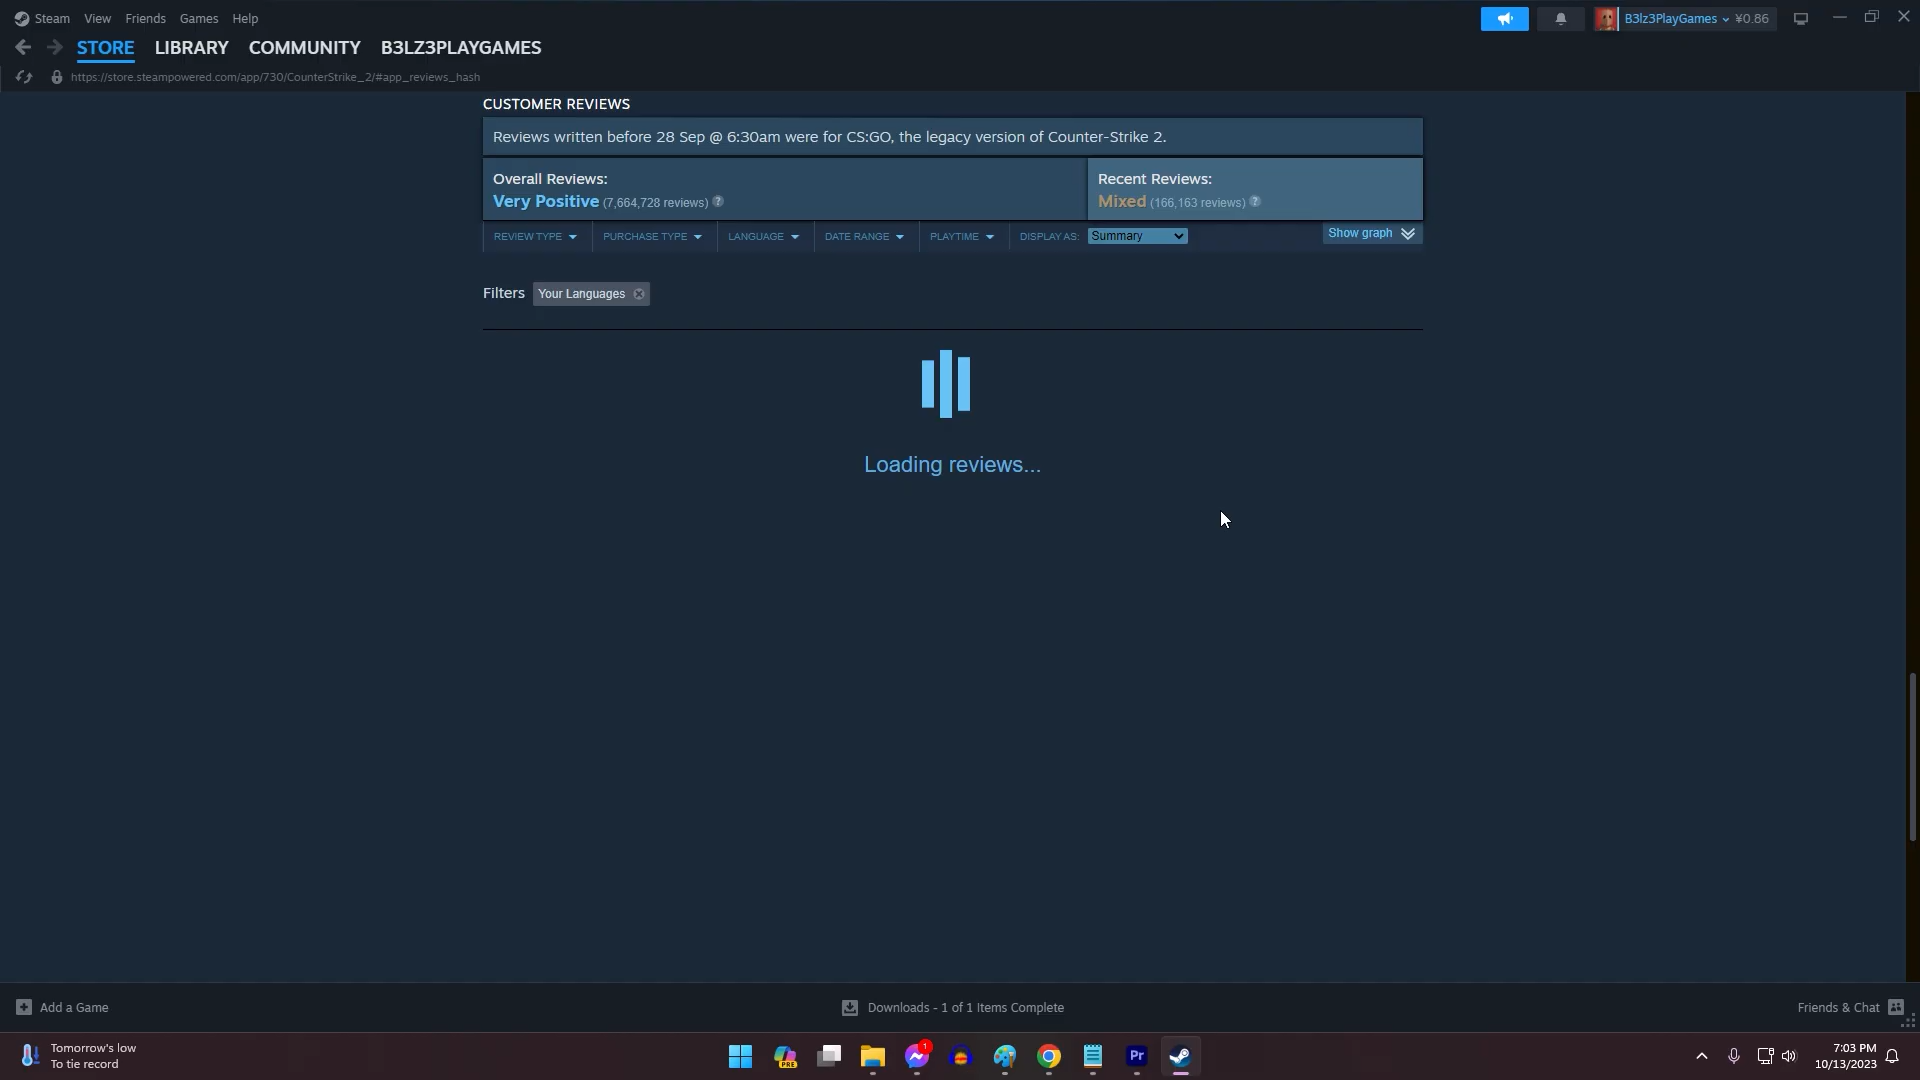 Steam View Friends Games Help
B3lz3PlayGames ¥0.86
STORE LIBRARY COMMUNITY B3LZ3PLAYGAMES
https://store.steampowered.com/app/730/CounterStrike_2/#app_reviews_hash
CUSTOMER REVIEWS
Reviews written before 28 Sep @ 6:30am were for CS:GO, the legacy version of Counter-Strike 2.
Overall Reviews:
Very Positive (7,664,728 reviews) ?
Recent Reviews:
Mixed (166,163 reviews) ?
REVIEW TYPE PURCHASE TYPE LANGUAGE DATE RANGE PLAYTIME DISPLAY AS: Summary Show graph
Filters Your Languages
Loading reviews...
Add a Game Downloads - 1 of 1 Items Complete Friends & Chat
Tomorrow's low
To tie record
PRE
1
Pr
7:03 PM
10/13/2023